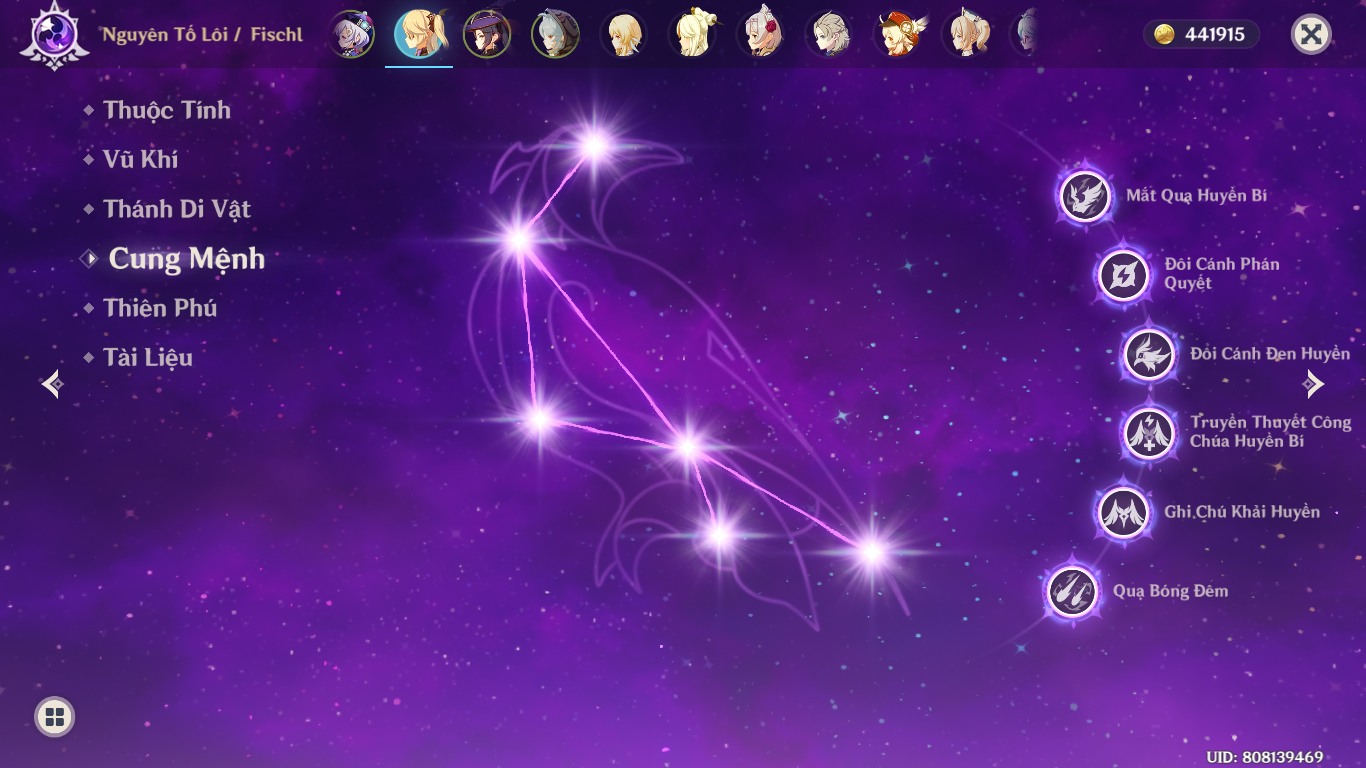 Nguyên Tố Lôi / Fischl
441915
Thuộc Tính
Vũ Khí
Thánh Di Vật
Cung Mệnh
Thiên Phú
Tài Liệu
Mắt Quạ Huyền Bí
Đôi Cánh Phán
Quyết
Đôi Cánh Đen Huyền
Truyền Thuyết Công
Chúa Huyền Bí
Ghi Chú Khải Huyền
Quạ Bóng Đêm
UID: 808139469